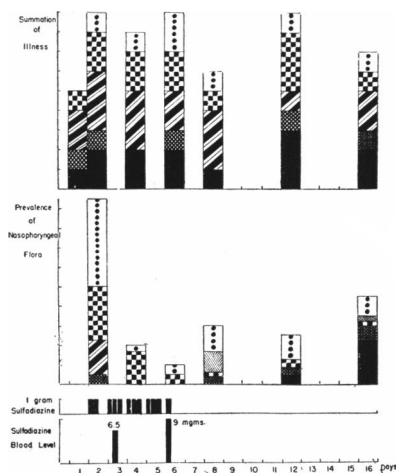 Summation
of
Illness
Prevalence
of
Nasopharyngeal
Flora
1 gram
Sulfadiazine
Sulfadiazine
Blood Level
6.5
9 mgms.
1 2 3 4 5 6 7 8 9 10 11 12 13 14 15 16 Days